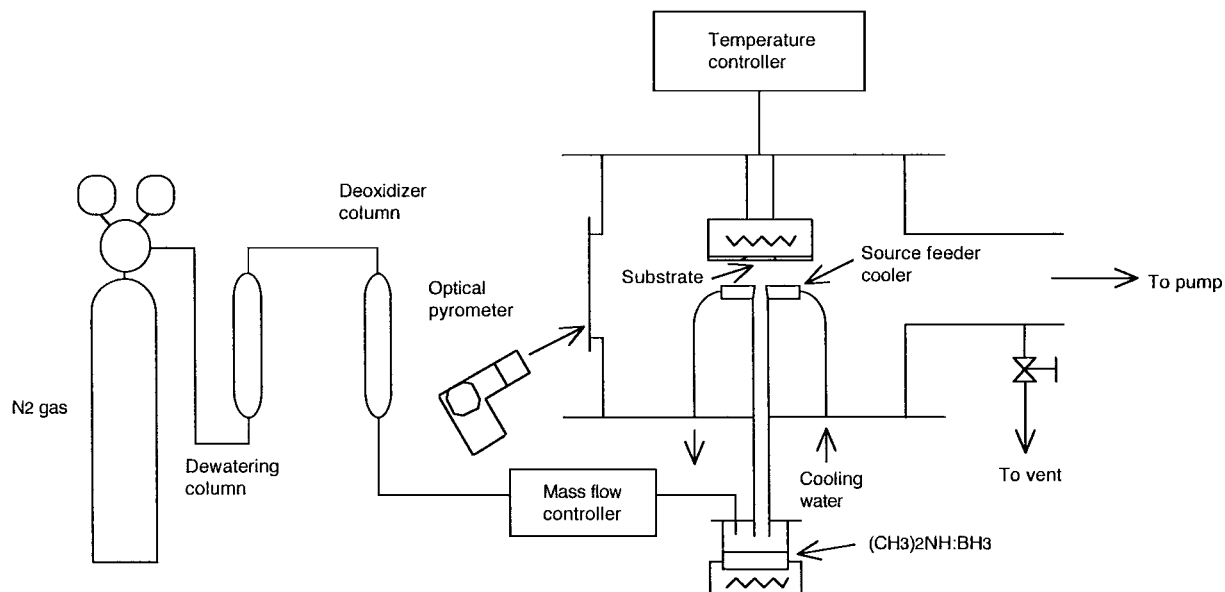 Temperature
controller
Deoxidizer
column
Source feeder
cooler
Substrate
To pump
Optical
pyrometer
N2 gas
Dewatering
column
Cooling
water
To vent
Mass flow
controller
(CH3)2NH:BH3